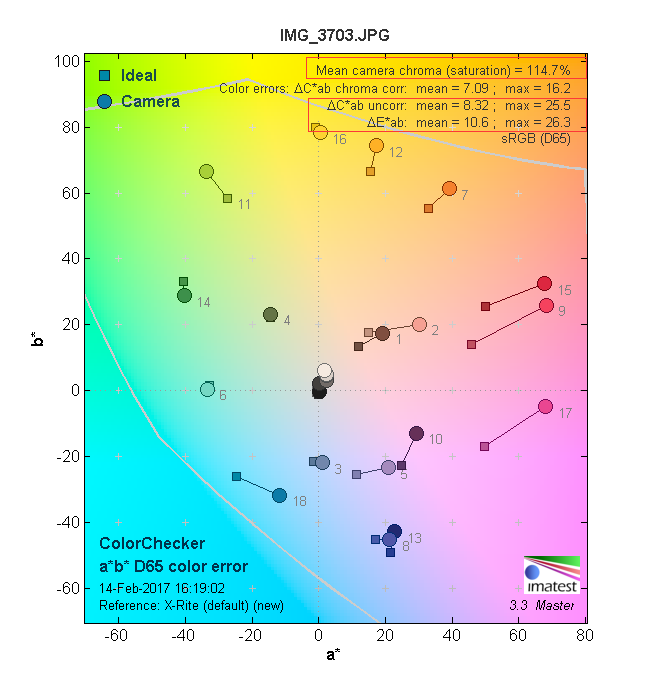 IMG_3703.JPG
Mean camera chroma (saturation) = 114.7%
Color errors: ΔC*ab chroma corr: mean = 7.09 ; max = 16.2
ΔC*ab uncorr: mean = 8.32 ; max = 25.5
ΔE*ab: mean = 10.6 ; max = 26.3
sRGB (D65)
Ideal
Camera
100
80
60
40
20
0
-20
-40
-60
b*
16
12
11
7
14
4
15
9
1
2
6
17
10
3
5
18
13
8
ColorChecker
a*b* D65 color error
14-Feb-2017 16:19:02
Reference: X-Rite (default) (new)
imatest
3.3 Master
-60
-40
-20
0
20
40
60
80
a*